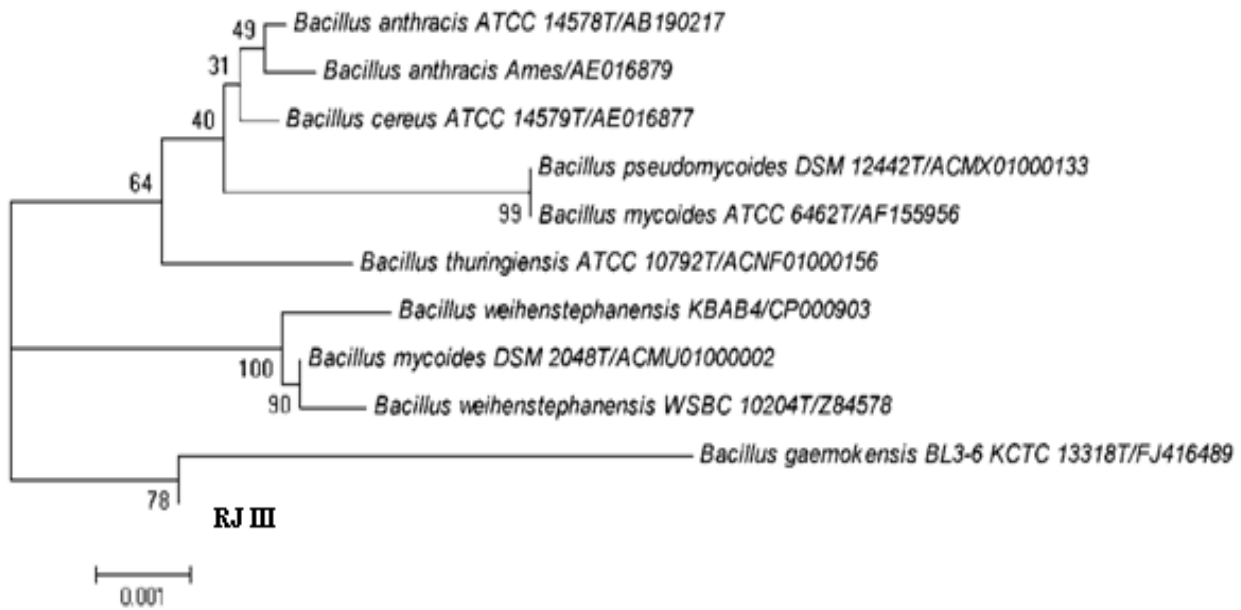 49
Bacillus anthracis ATCC 14578T/AB190217
31
Bacillus anthracis Ames/AE016879
40
Bacillus cereus ATCC 14579T/AE016877
Bacillus pseudomycoides DSM 12442T/ACMX01000133
64
99
Bacillus mycoides ATCC 6462T/AF155956
Bacillus thuringiensis ATCC 10792T/ACNF01000156
Bacillus weihenstephanensis KBAB4/CP000903
Bacillus mycoides DSM 2048T/ACMU01000002
100
90
Bacillus weihenstephanensis WSBC 10204T/Z84578
Bacillus gaemokensis BL3-6 KCTC 13318T/FJ416489
78
RJ III
0.001